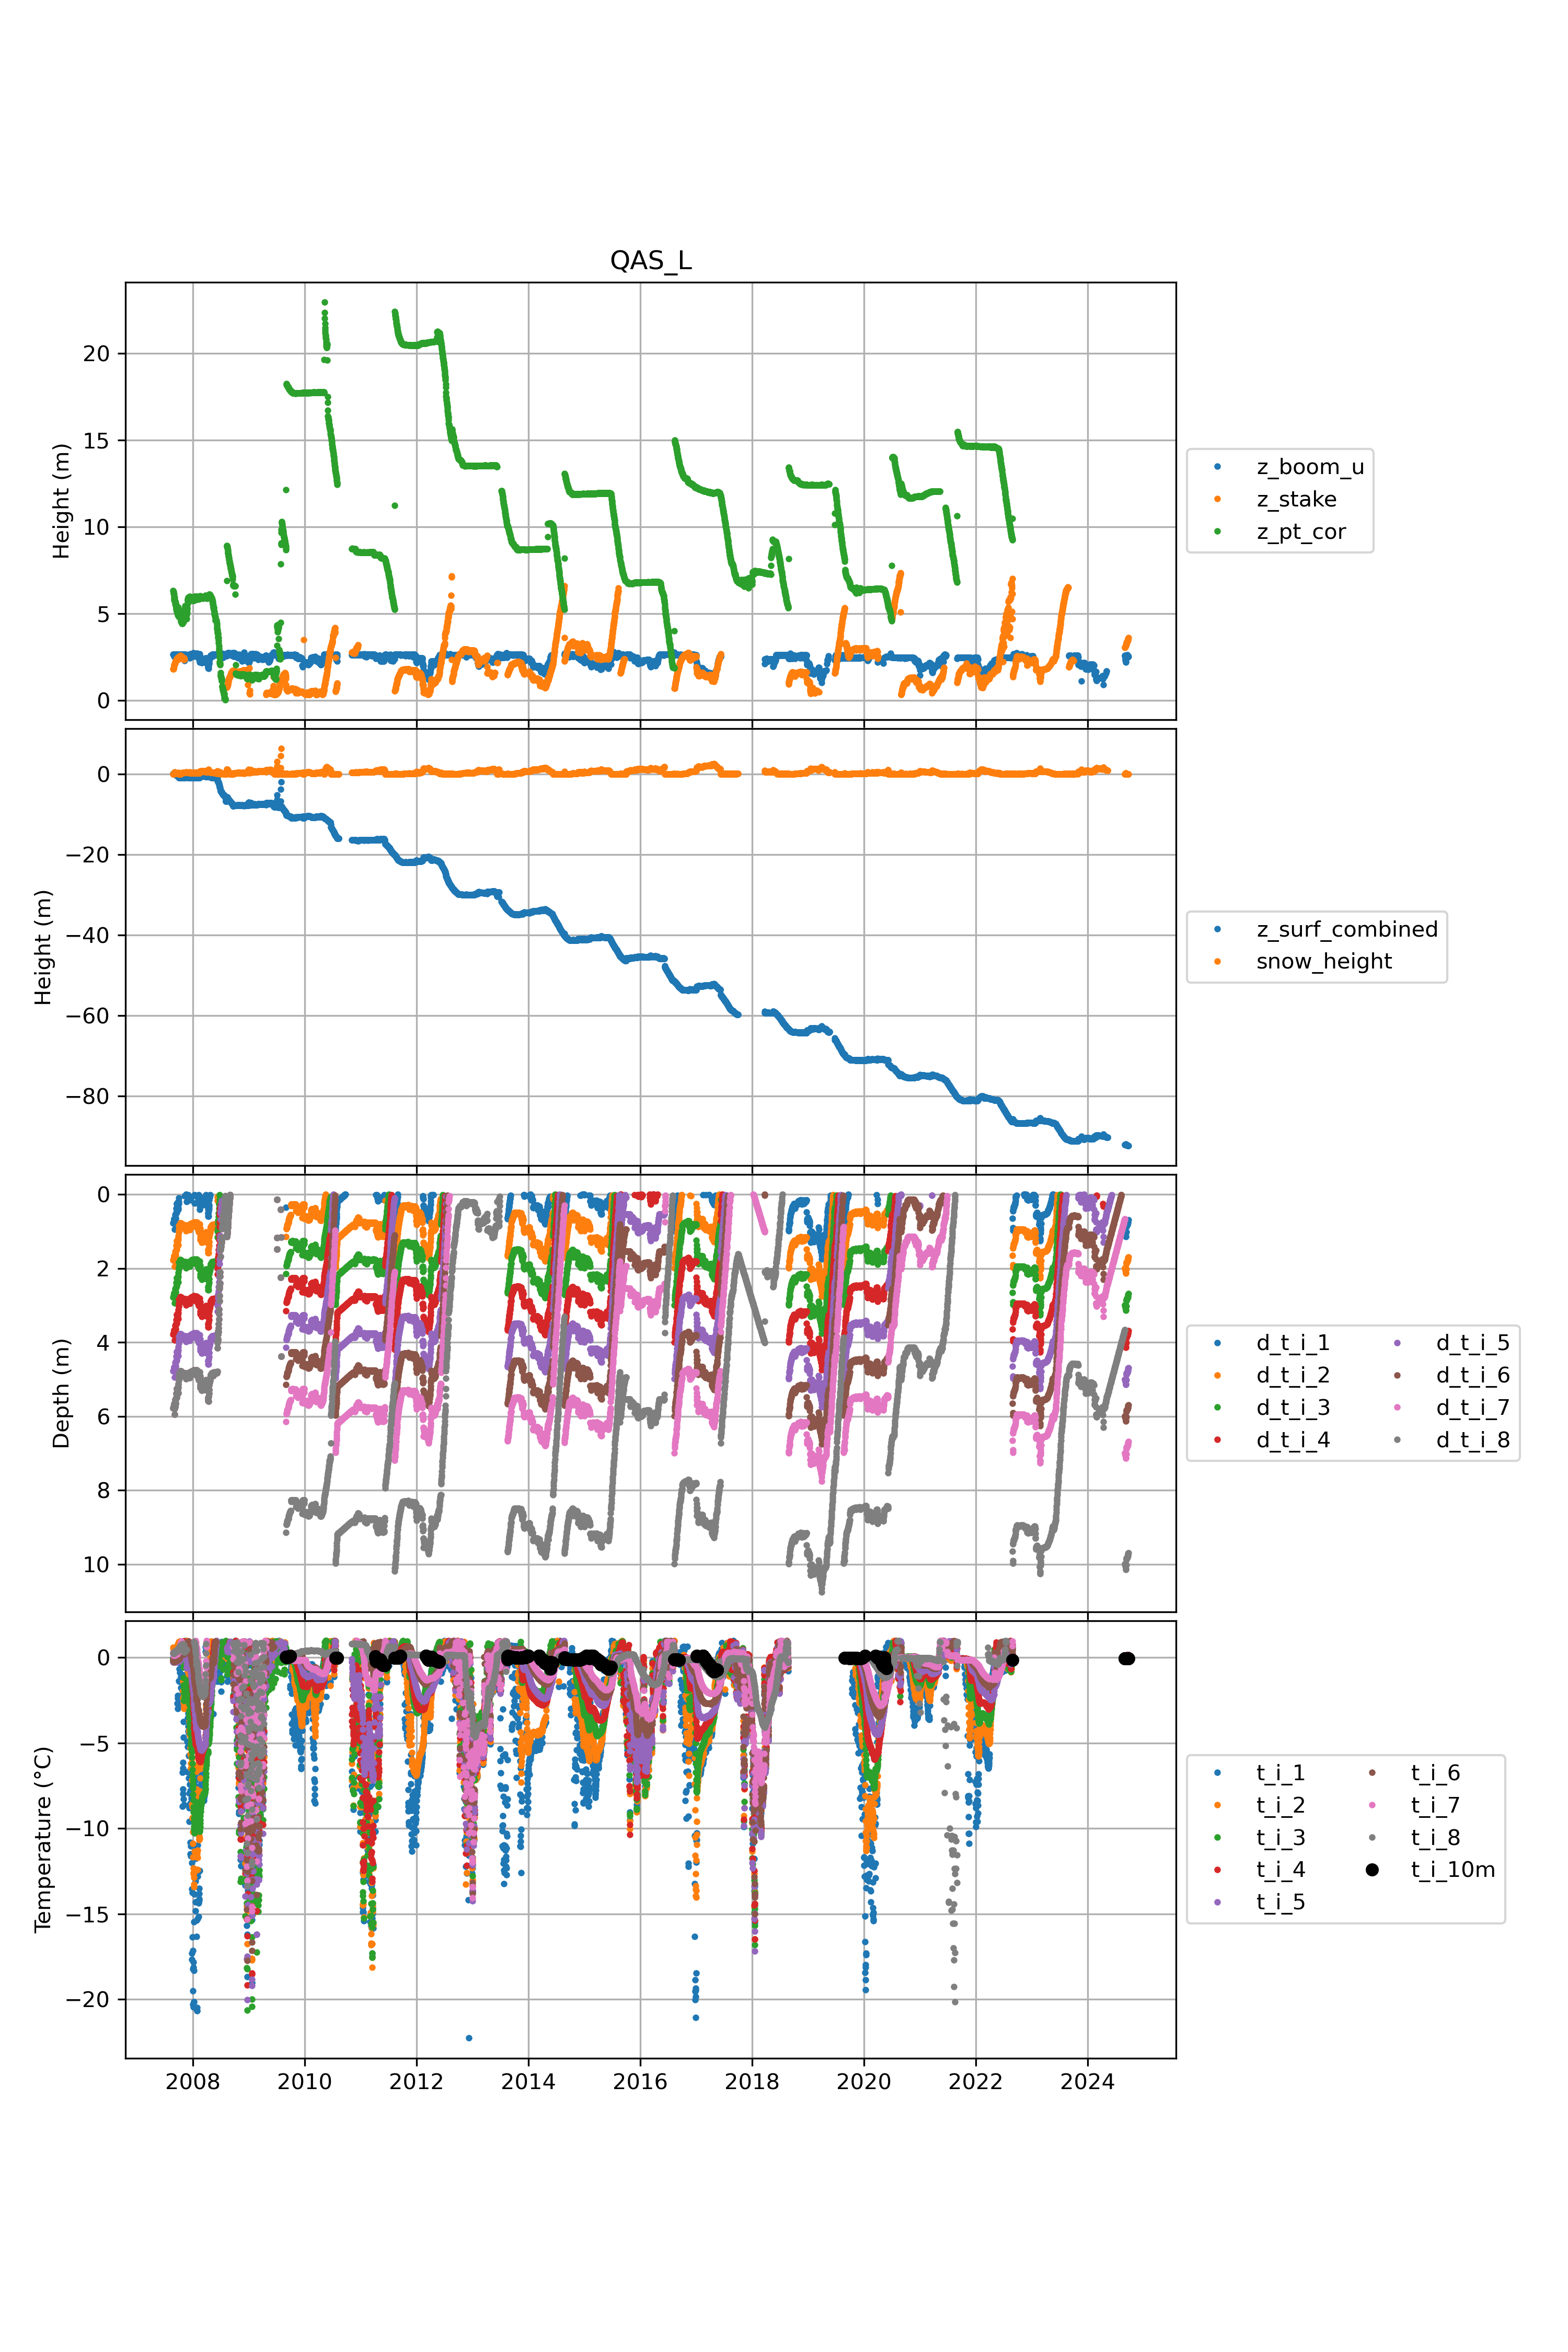 QAS_L
20
15
10
5
0
Height (m)
z_boom_u
z_stake
z_pt_cor
0
−20
−40
−60
−80
Height (m)
z_surf_combined
snow_height
0
2
4
6
8
10
Depth (m)
d_t_i_1
d_t_i_2
d_t_i_3
d_t_i_4
d_t_i_5
d_t_i_6
d_t_i_7
d_t_i_8
0
−5
−10
−15
−20
Temperature (°C)
t_i_1
t_i_2
t_i_3
t_i_4
t_i_5
t_i_6
t_i_7
t_i_8
t_i_10m
2008 2010 2012 2014 2016 2018 2020 2022 2024